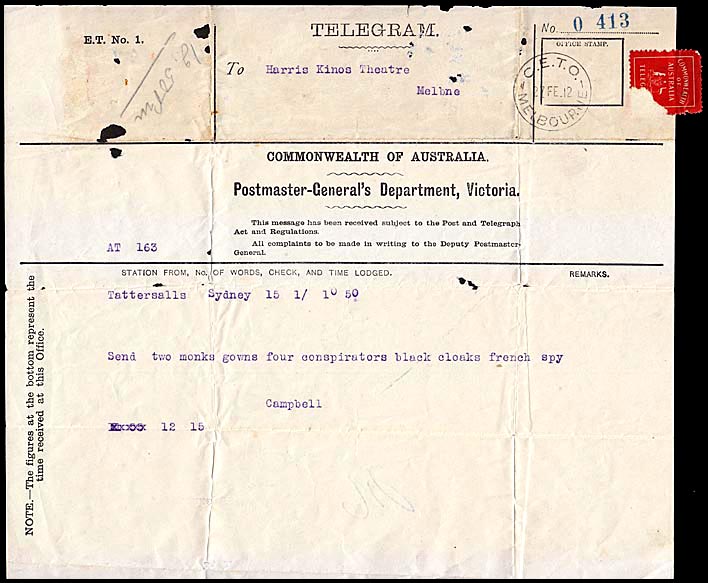 E.T. No. 1.
TELEGRAM.
No. 0 413
OFFICE STAMP.
To Harris Kinos Theatre
Melbne
C.E.T.O.
27 FE.12
MELBOURNE
COMMONWEALTH
OF
AUSTRALIA
COMMONWEALTH OF AUSTRALIA.
Postmaster-General's Department, Victoria.
This message has been received subject to the Post and Telegraph
Act and Regulations.
All complaints to be made in writing to the Deputy Postmaster-
General.
AT 163
STATION FROM, No. OF WORDS, CHECK, AND TIME LODGED.
REMARKS.
Tattersalls Sydney 15 1/ 10 50
Send two monks gowns four conspirators black cloaks french spy
Campbell
12 15
NOTE.—The figures at the bottom represent the
time received at this Office.